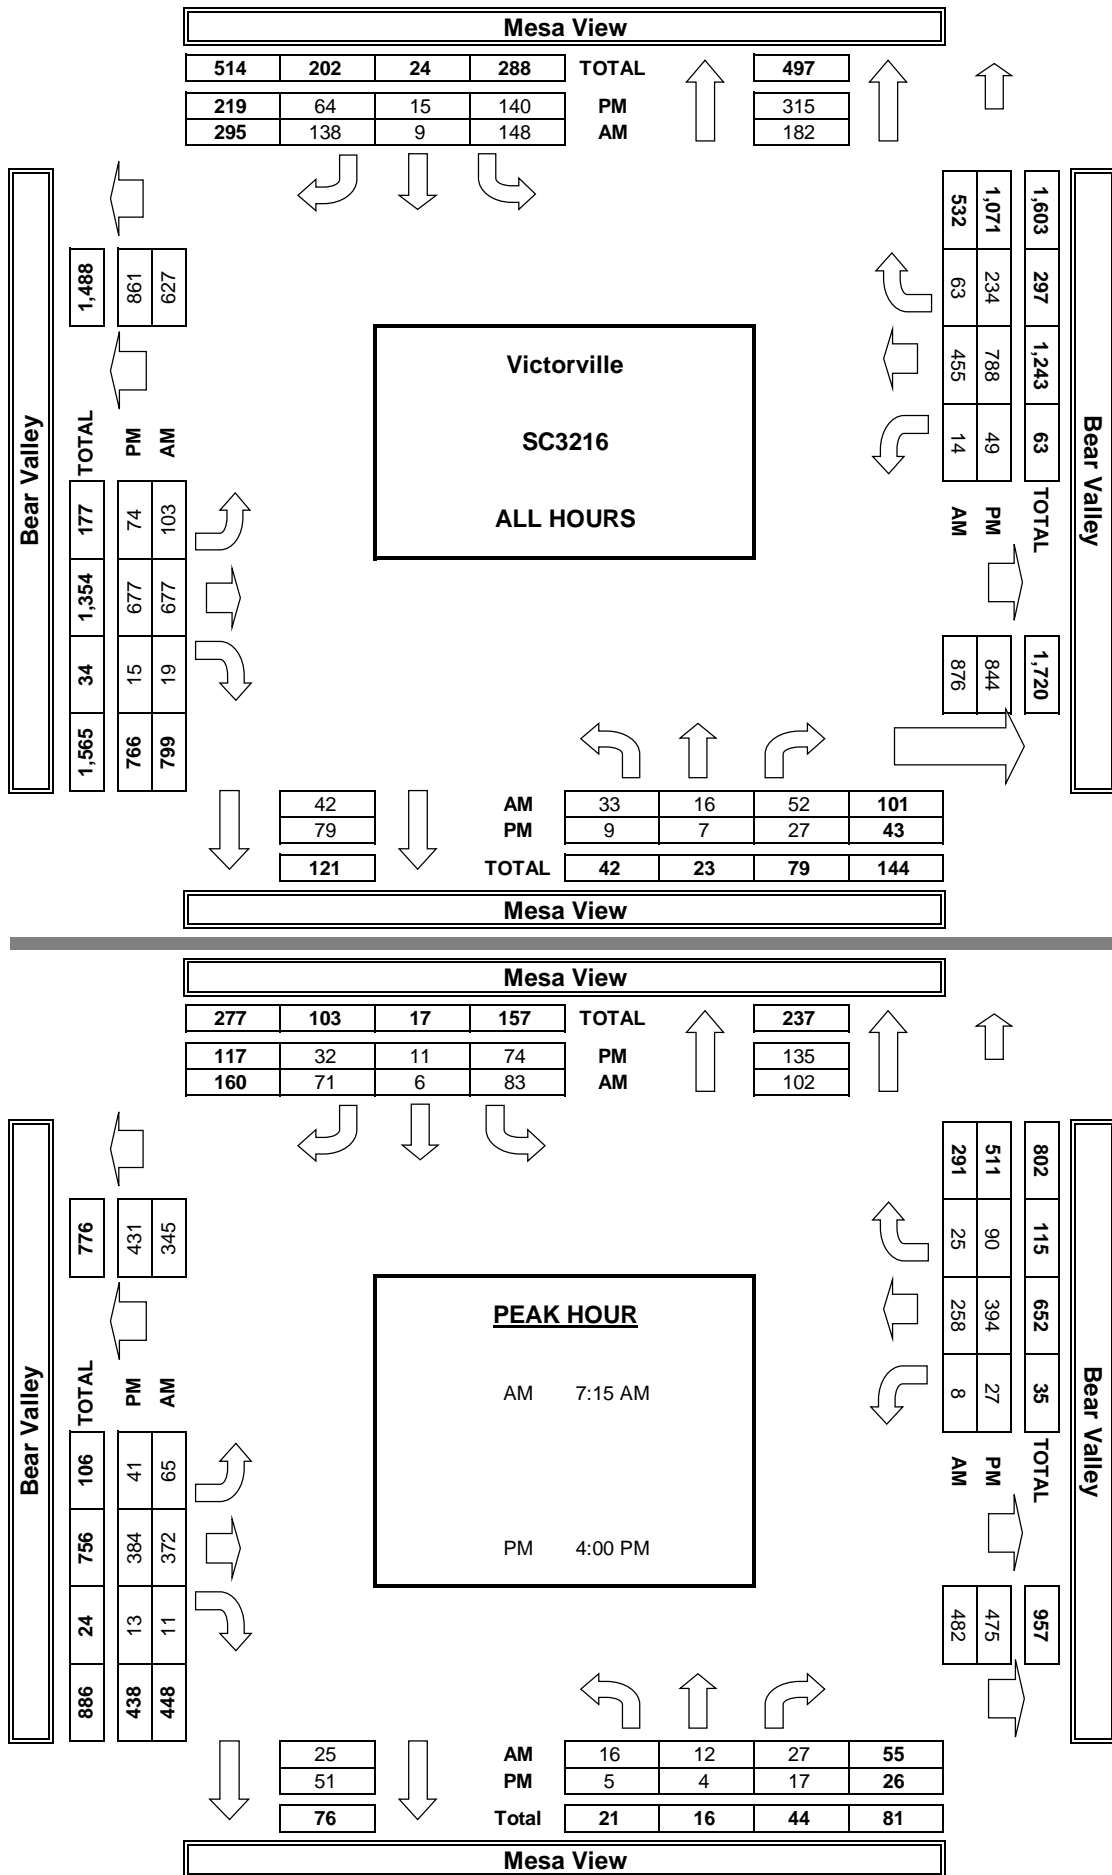 Mesa View
514 202 24 288 TOTAL 497
219 64 15 140 PM 315
295 138 9 148 AM 182
Bear Valley
1,488
861
627
TOTAL 177 1,354 34 1,565
PM 74 677 15 766
AM 103 677 19 799
Victorville
SC3216
ALL HOURS
1,603 297 1,243 63 TOTAL 1,720
1,071 234 788 49 PM 844
532 63 455 14 AM 876
Bear Valley
42 AM 33 16 52 101
79 PM 9 7 27 43
121 TOTAL 42 23 79 144
Mesa View
Mesa View
277 103 17 157 TOTAL 237
117 32 11 74 PM 135
160 71 6 83 AM 102
Bear Valley
776
431
345
TOTAL 106 756 24 886
PM 41 384 13 438
AM 65 372 11 448
PEAK HOUR
AM 7:15 AM
PM 4:00 PM
802 115 652 35 TOTAL 957
511 90 394 27 PM 475
291 25 258 8 AM 482
Bear Valley
25 AM 16 12 27 55
51 PM 5 4 17 26
76 Total 21 16 44 81
Mesa View